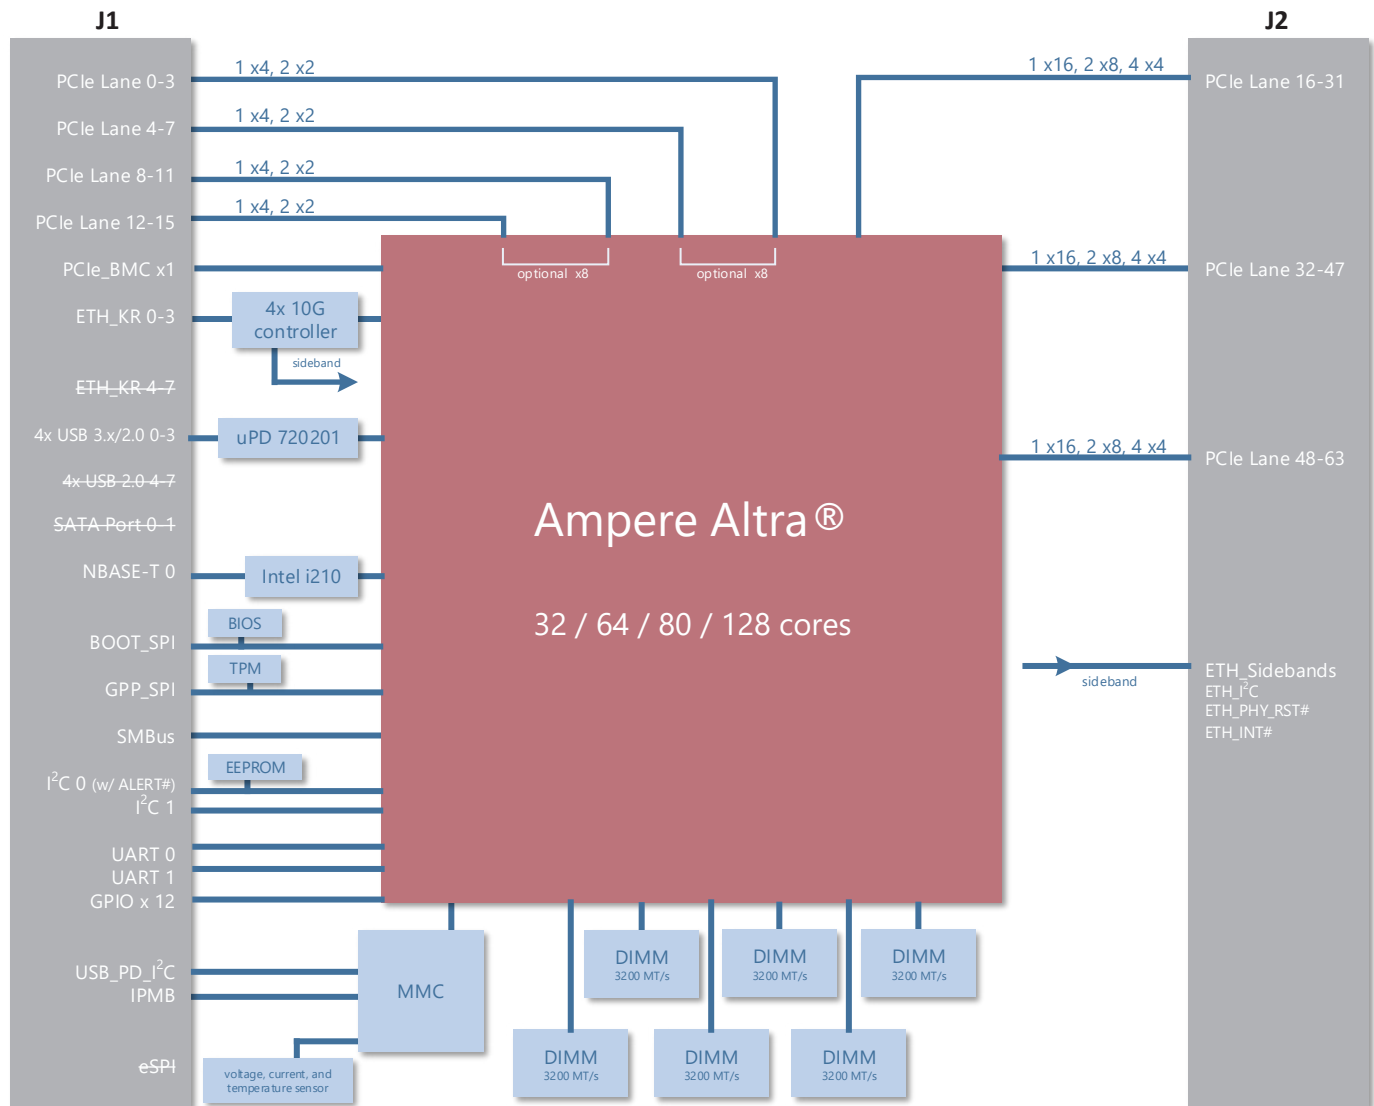 J1
J2
PCIe Lane 0-3
1 x4, 2 x2
PCIe Lane 4-7
1 x4, 2 x2
PCIe Lane 8-11
1 x4, 2 x2
PCIe Lane 12-15
1 x4, 2 x2
PCIe_BMC x1
ETH_KR 0-3
4x 10G
controller
sideband
ETH_KR 4-7
4x USB 3.x/2.0 0-3
uPD 720201
4x USB 2.0 4-7
SATA Port 0-1
NBASE-T 0
Intel i210
BIOS
BOOT_SPI
TPM
GPP_SPI
SMBus
EEPROM
I²C 0 (w/ ALERT#)
I²C 1
UART 0
UART 1
GPIO x 12
USB_PD_I²C
IPMB
MMC
eSPI
voltage, current, and
temperature sensor
optional x8
optional x8
Ampere Altra®
32 / 64 / 80 / 128 cores
DIMM
3200 MT/s
DIMM
3200 MT/s
DIMM
3200 MT/s
DIMM
3200 MT/s
DIMM
3200 MT/s
DIMM
3200 MT/s
1 x16, 2 x8, 4 x4
PCIe Lane 16-31
1 x16, 2 x8, 4 x4
PCIe Lane 32-47
1 x16, 2 x8, 4 x4
PCIe Lane 48-63
sideband
ETH_Sidebands
ETH_I²C
ETH_PHY_RST#
ETH_INT#